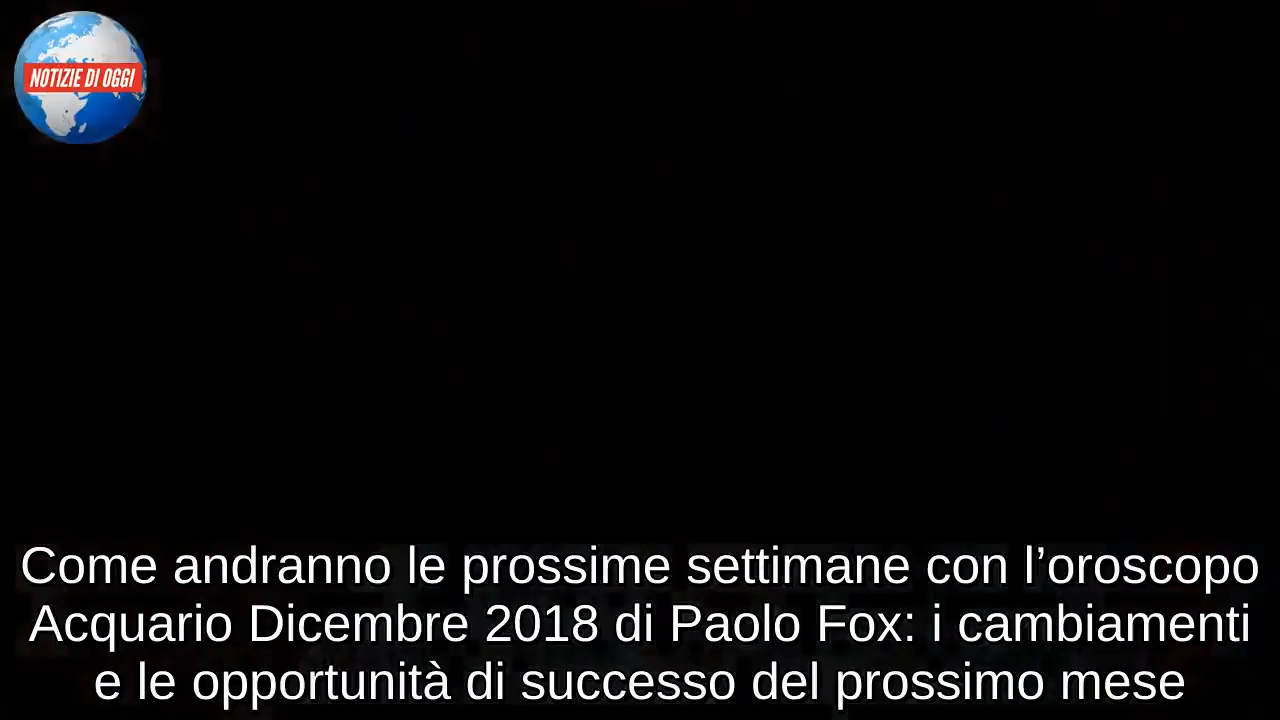 NOTIZIE DI OGGI
Come andranno le prossime settimane con l’oroscopo
Acquario Dicembre 2018 di Paolo Fox: i cambiamenti
e le opportunità di successo del prossimo mese